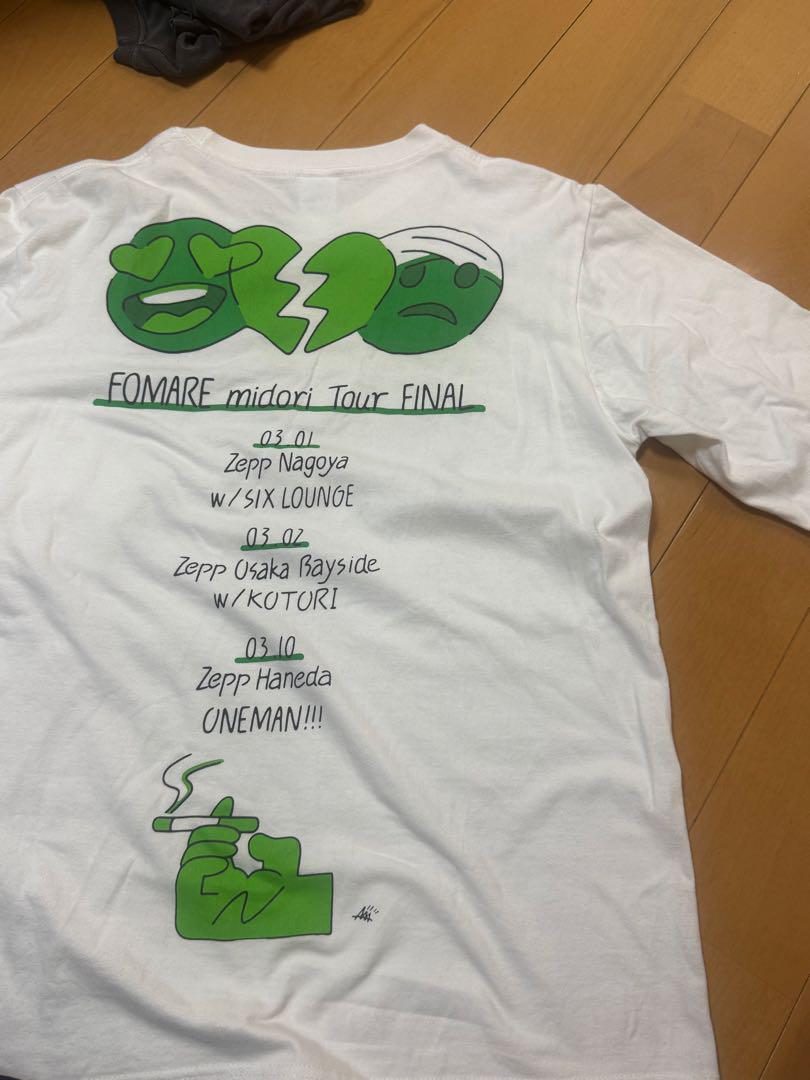 FOMARE midori Tour FINAL
03.01
Zepp Nagoya
w/SIX LOUNGE
03.02
Zepp Osaka Bayside
w/KOTORI
03.10
Zepp Haneda
ONEMAN!!!